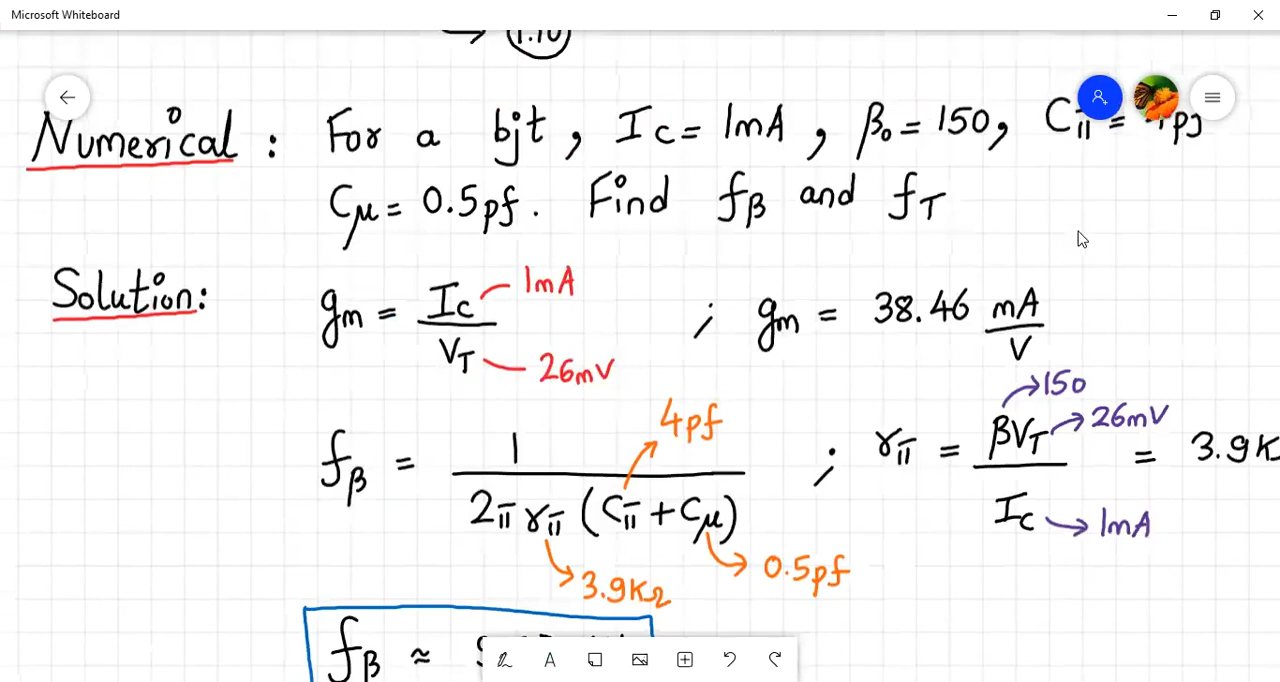 Microsoft Whiteboard
→ 1.10
Numerical : For a bjt, Ic = 1mA, β₀ = 150, Cπ =
Cμ = 0.5pf. Find fβ and fT
Solution: gm = Ic / VT ; gm = 38.46 mA/V
1mA
26mV
fβ = 1 / 2π rπ (Cπ + Cμ) ; rπ = βVT / Ic = 3.9K
4pf
150
26mV
1mA
3.9KΩ
0.5pf
fβ ≈